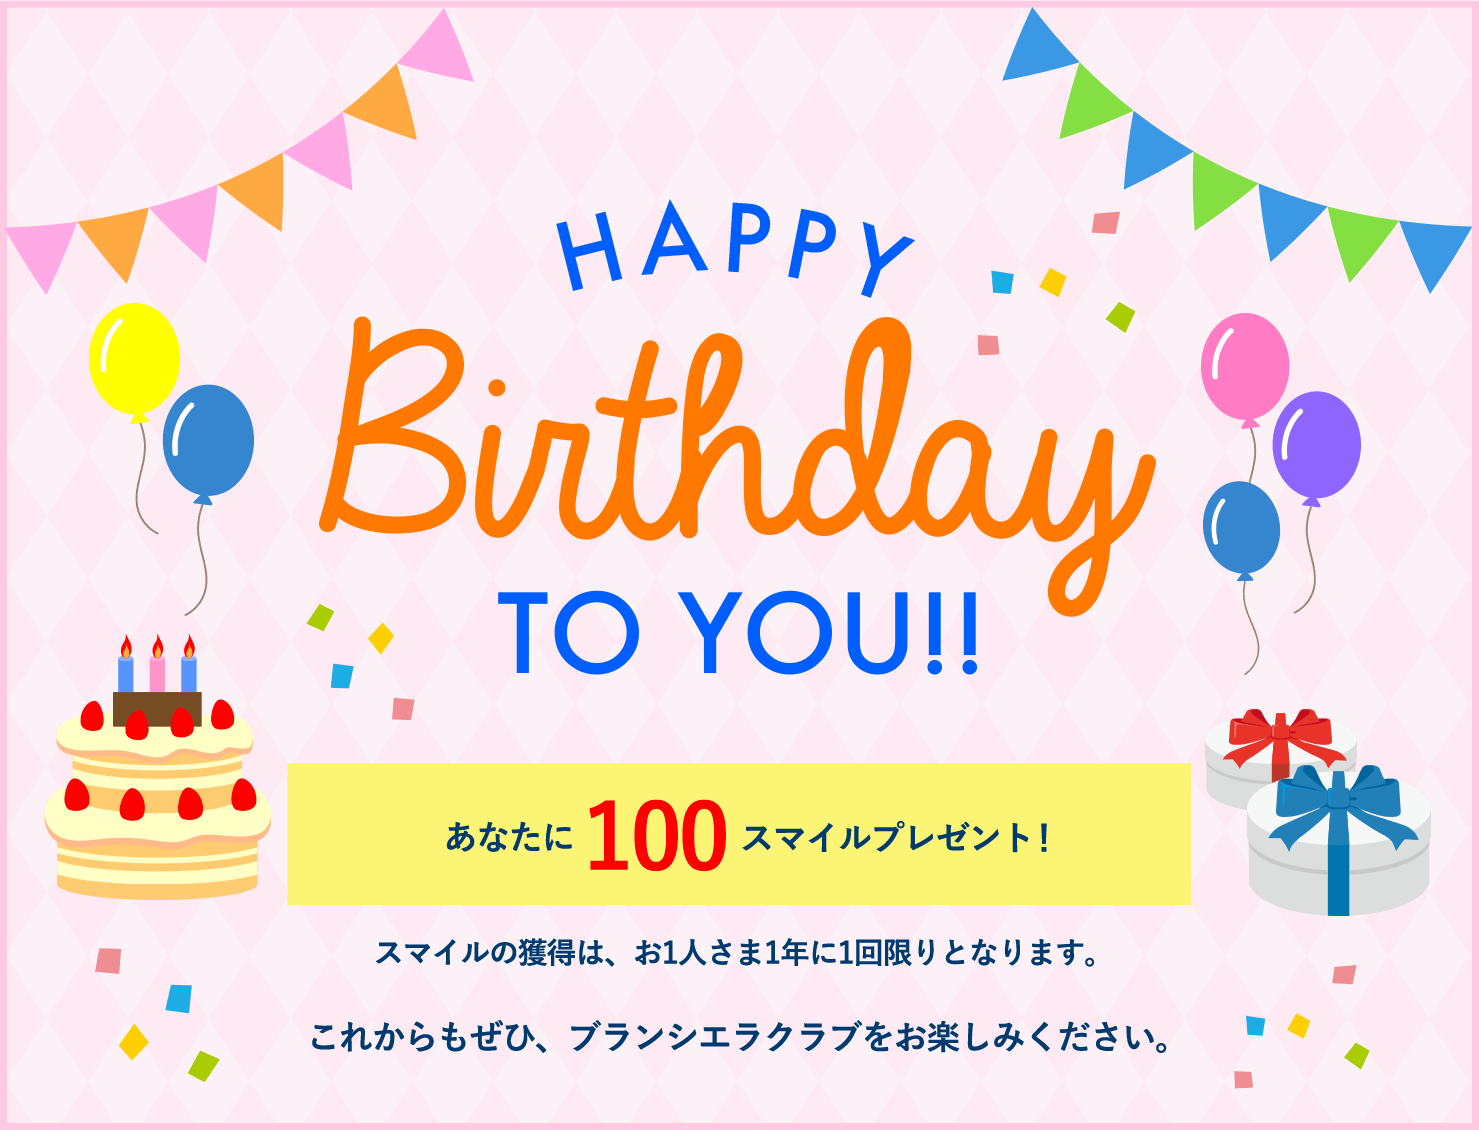 HAPPY
Birthday
TO YOU!!
あなたに 100 スマイルプレゼント!
スマイルの獲得は、お1人さま1年に1回限りとなります。
これからもぜひ、ブランシエラクラブをお楽しみください。